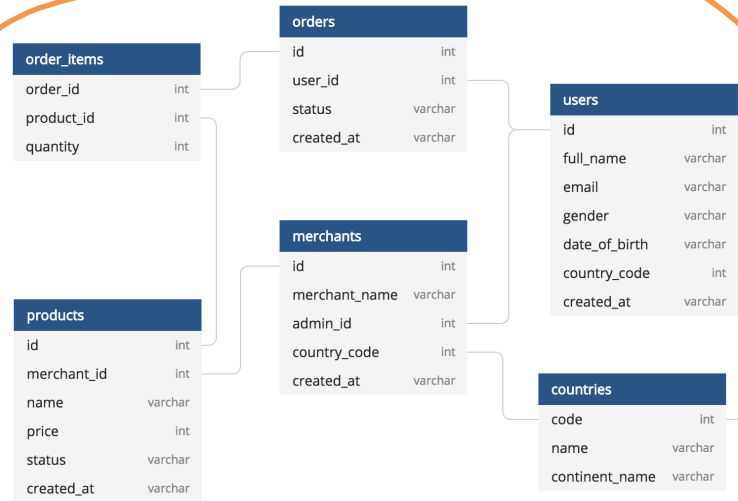 order_items
order_id int
product_id int
quantity int
orders
id int
user_id int
status varchar
created_at varchar
users
id int
full_name varchar
email varchar
gender varchar
date_of_birth varchar
country_code int
created_at varchar
merchants
id int
merchant_name varchar
admin_id int
country_code int
created_at varchar
products
id int
merchant_id int
name varchar
price int
status varchar
created_at varchar
countries
code int
name varchar
continent_name varchar